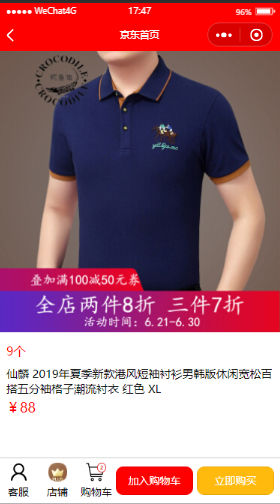 WeChat4G
17:47
96%
京东首页
CROCODILE
叠加满100减50元券
全店两件8折 三件7折
活动时间：6.21-6.30
9个
仙麟 2019年夏季新款港风短袖衬衫男韩版休闲宽松百
搭五分袖格子潮流衬衣 红色 XL
￥88
客服
店铺
购物车
加入购物车
立即购买